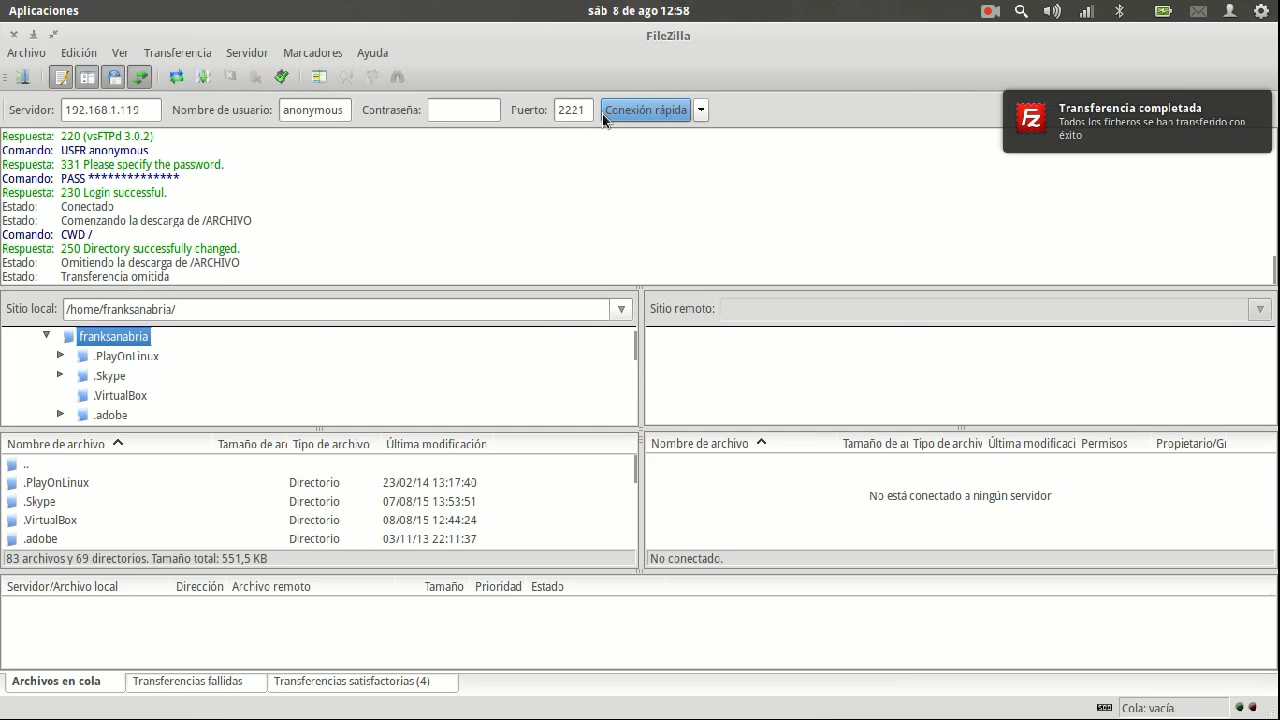 Aplicaciones
sáb 8 de ago 12:58
FileZilla
Archivo Edición Ver Transferencia Servidor Marcadores Ayuda
Servidor: 192.168.1.119 Nombre de usuario: anonymous Contraseña: Puerto: 2221 Conexión rápida
Transferencia completada
Todos los ficheros se han transferido con
éxito
Respuesta: 220 (vsFTPd 3.0.2)
Comando: USER anonymous
Respuesta: 331 Please specify the password.
Comando: PASS **************
Respuesta: 230 Login successful.
Estado: Conectado
Estado: Comenzando la descarga de /ARCHIVO
Comando: CWD /
Respuesta: 250 Directory successfully changed.
Estado: Omitiendo la descarga de /ARCHIVO
Estado: Transferencia omitida
Sitio local: /home/franksanabria/
franksanabria
.PlayOnLinux
.Skype
.VirtualBox
.adobe
Nombre de archivo Tamaño de ar Tipo de archivo Última modificación
..
.PlayOnLinux Directorio 23/02/14 13:17:40
.Skype Directorio 07/08/15 13:53:51
.VirtualBox Directorio 08/08/15 12:44:24
.adobe Directorio 03/11/13 22:11:37
83 archivos y 69 directorios. Tamaño total: 551,5 KB
Sitio remoto:
Nombre de archivo Tamaño de ar Tipo de archiv Última modificaci Permisos Propietario/Gr
No está conectado a ningún servidor
No conectado.
Servidor/Archivo local Dirección Archivo remoto Tamaño Prioridad Estado
Archivos en cola Transferencias fallidas Transferencias satisfactorias (4)
Cola: vacía